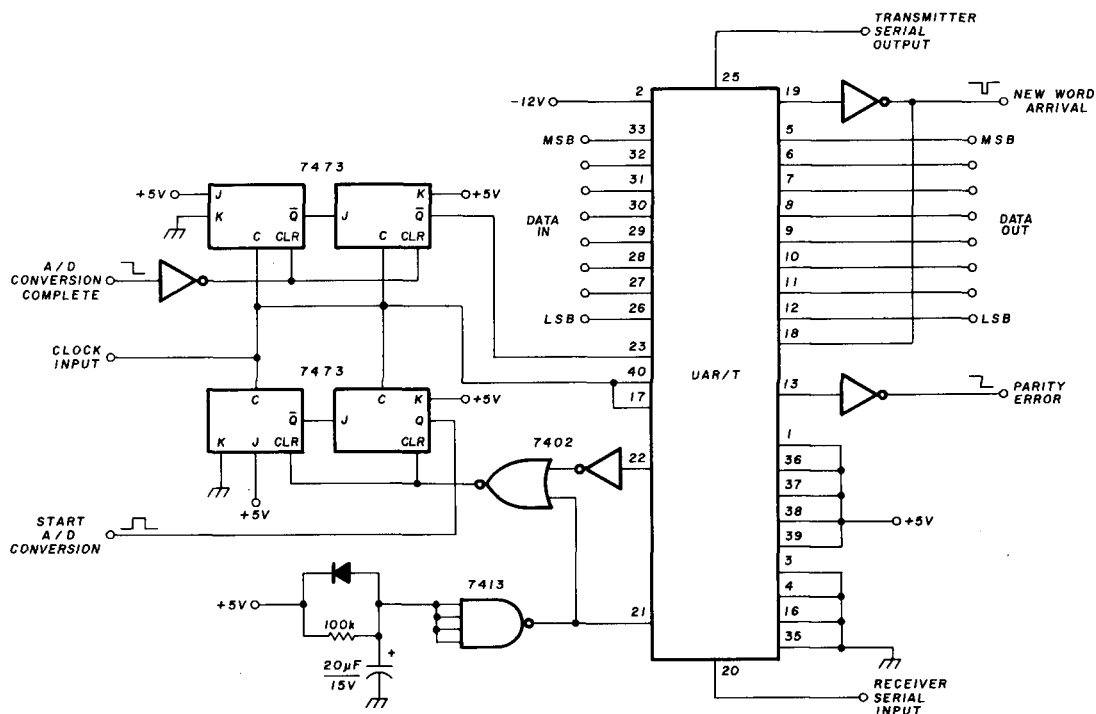 TRANSMITTER
SERIAL
OUTPUT
25
-12V
2
19
NEW WORD
ARRIVAL
MSB
33
5
MSB
32
6
31
7
30
8
DATA
IN
DATA
OUT
29
9
28
10
27
11
LSB
26
12
LSB
18
23
40
UAR/T
17
13
PARITY
ERROR
22
1
36
37
38
+5V
39
3
4
21
16
35
20
RECEIVER
SERIAL
INPUT
7473
+5V
J
K
Q
C
CLR
J
K
+5V
Q
C
CLR
A/D
CONVERSION
COMPLETE
CLOCK
INPUT
7473
C
Q
K
J
CLR
+5V
J
K
+5V
Q
CLR
7402
START
A/D
CONVERSION
+5V
100k
+
20µF
15V
7413